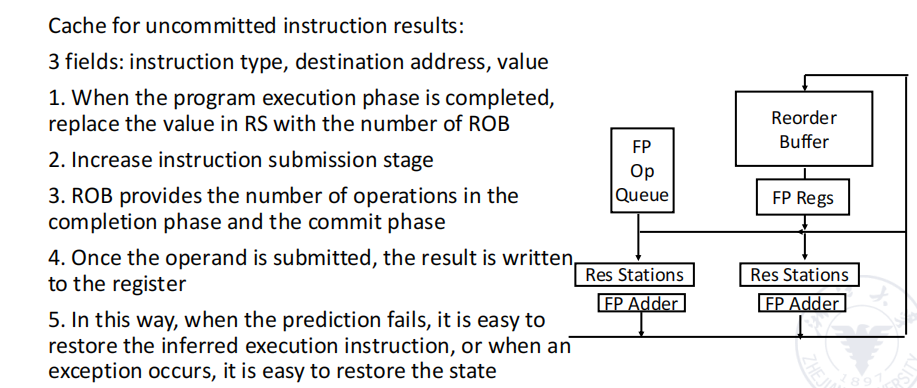 Cache for uncommitted instruction results:
3 fields: instruction type, destination address, value
1. When the program execution phase is completed,
replace the value in RS with the number of ROB
2. Increase instruction submission stage
3. ROB provides the number of operations in the
completion phase and the commit phase
4. Once the operand is submitted, the result is written
to the register
5. In this way, when the prediction fails, it is easy to
restore the inferred execution instruction, or when an
exception occurs, it is easy to restore the state
FP
Op
Queue
Reorder
Buffer
FP Regs
Res Stations
FP Adder
Res Stations
FP Adder
1897